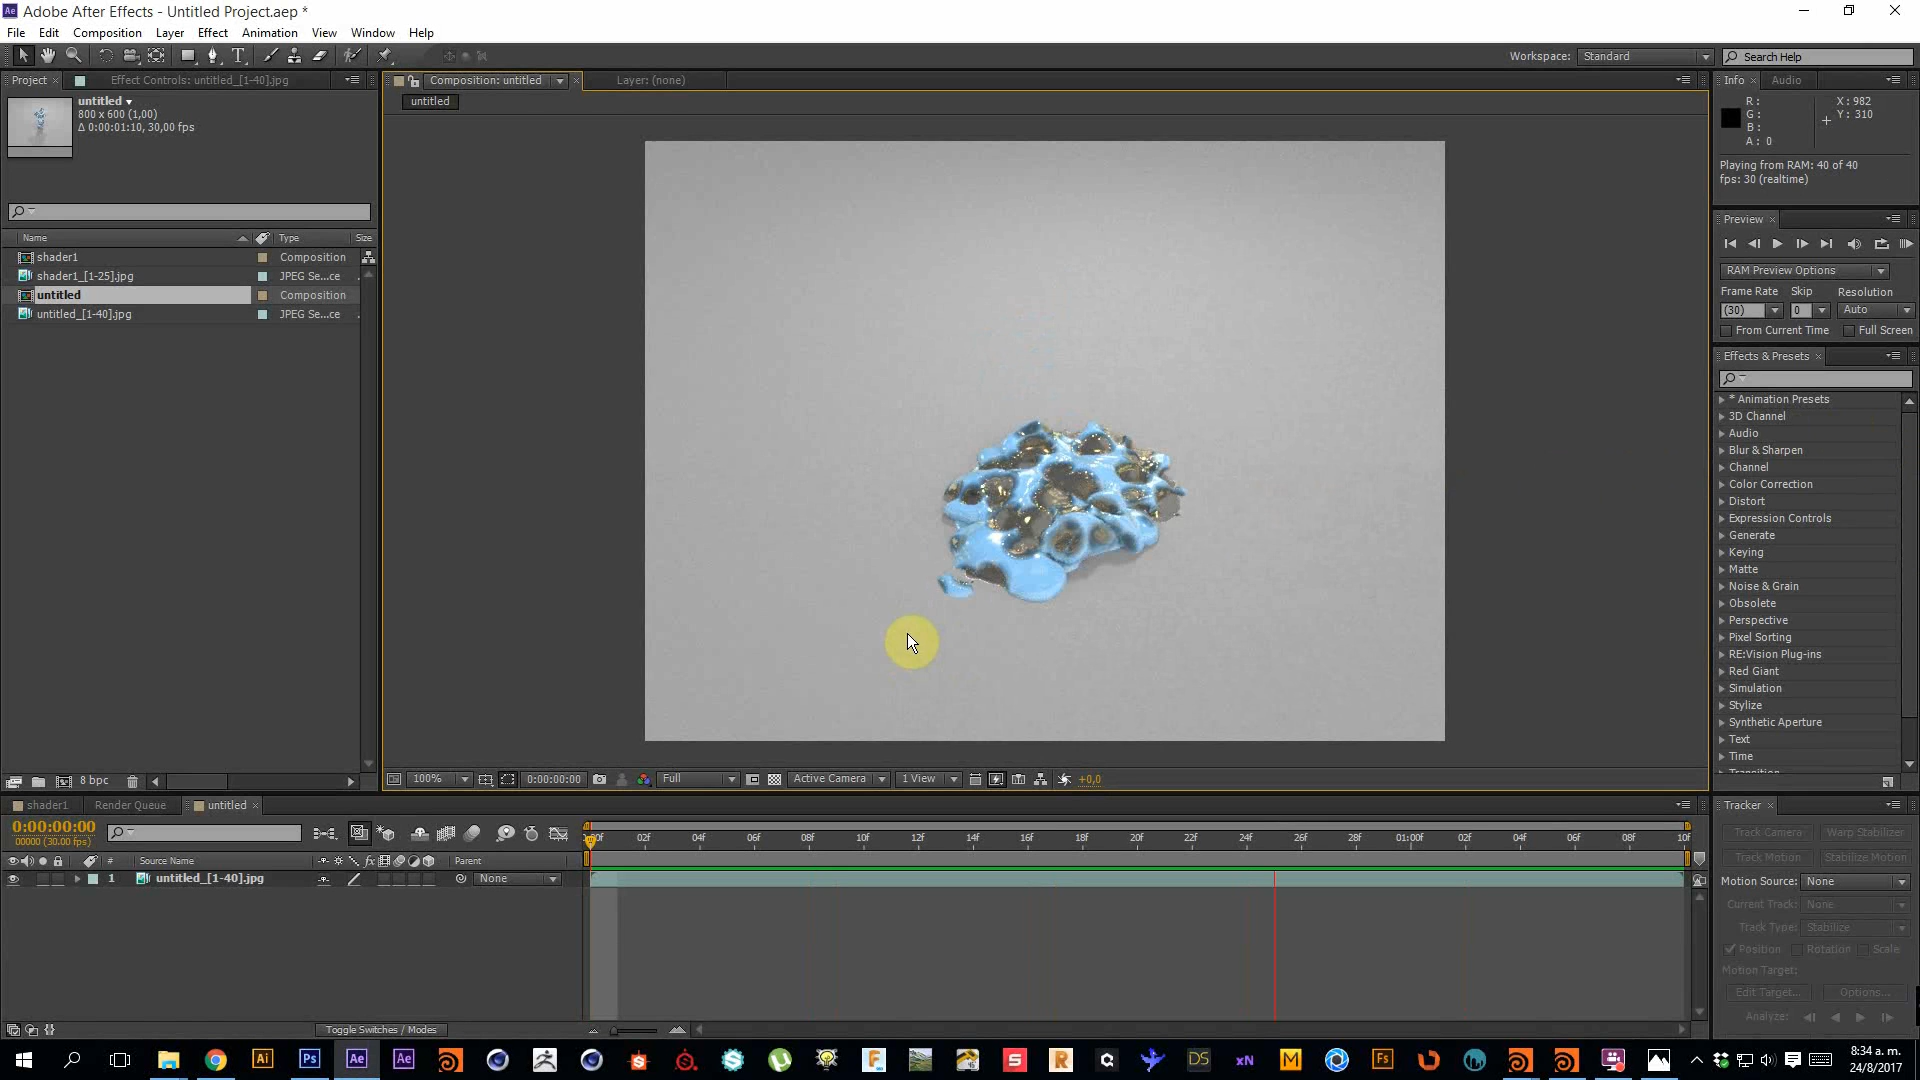 Adobe After Effects - Untitled Project.aep *
File Edit Composition Layer Effect Animation View Window Help
Workspace: Standard Search Help
Project Effect Controls: untitled_[1-40].jpg
Composition: untitled Layer: (none)
untitled
untitled
800 x 600 (1,00)
Δ 0:00:01:10, 30,00 fps
Name Type Size
shader1 Composition
shader1_[1-25].jpg JPEG Se...ce
untitled Composition
untitled_[1-40].jpg JPEG Se...ce
8 bpc
100% 0:00:00:00 Full Active Camera 1 View +0,0
Info Audio
R: X: 982
G: Y: 310
B:
A: 0
Playing from RAM: 40 of 40
fps: 30 (realtime)
Preview
RAM Preview Options
Frame Rate Skip Resolution
(30) 0 Auto
From Current Time Full Screen
Effects & Presets
* Animation Presets
3D Channel
Audio
Blur & Sharpen
Channel
Color Correction
Distort
Expression Controls
Generate
Keying
Matte
Noise & Grain
Obsolete
Perspective
Pixel Sorting
RE:Vision Plug-ins
Red Giant
Simulation
Stylize
Synthetic Aperture
Text
Time
Transition
shader1 Render Queue untitled
0:00:00:00
00000 (30.00 fps)
02f 04f 06f 08f 10f 12f 14f 16f 18f 20f 22f 24f 26f 28f 01:00f 02f 04f 06f 08f 10f
# Source Name fx Parent
1 untitled_[1-40].jpg None
Toggle Switches / Modes
Tracker
Track Camera Warp Stabilizer
Track Motion Stabilize Motion
Motion Source: None
Current Track: None
Track Type: Stabilize
Position Rotation Scale
Motion Target:
Edit Target... Options...
Analyze:
Ai Ps Ae Ae F S R DS xN M Fs
8:34 a. m.
24/8/2017